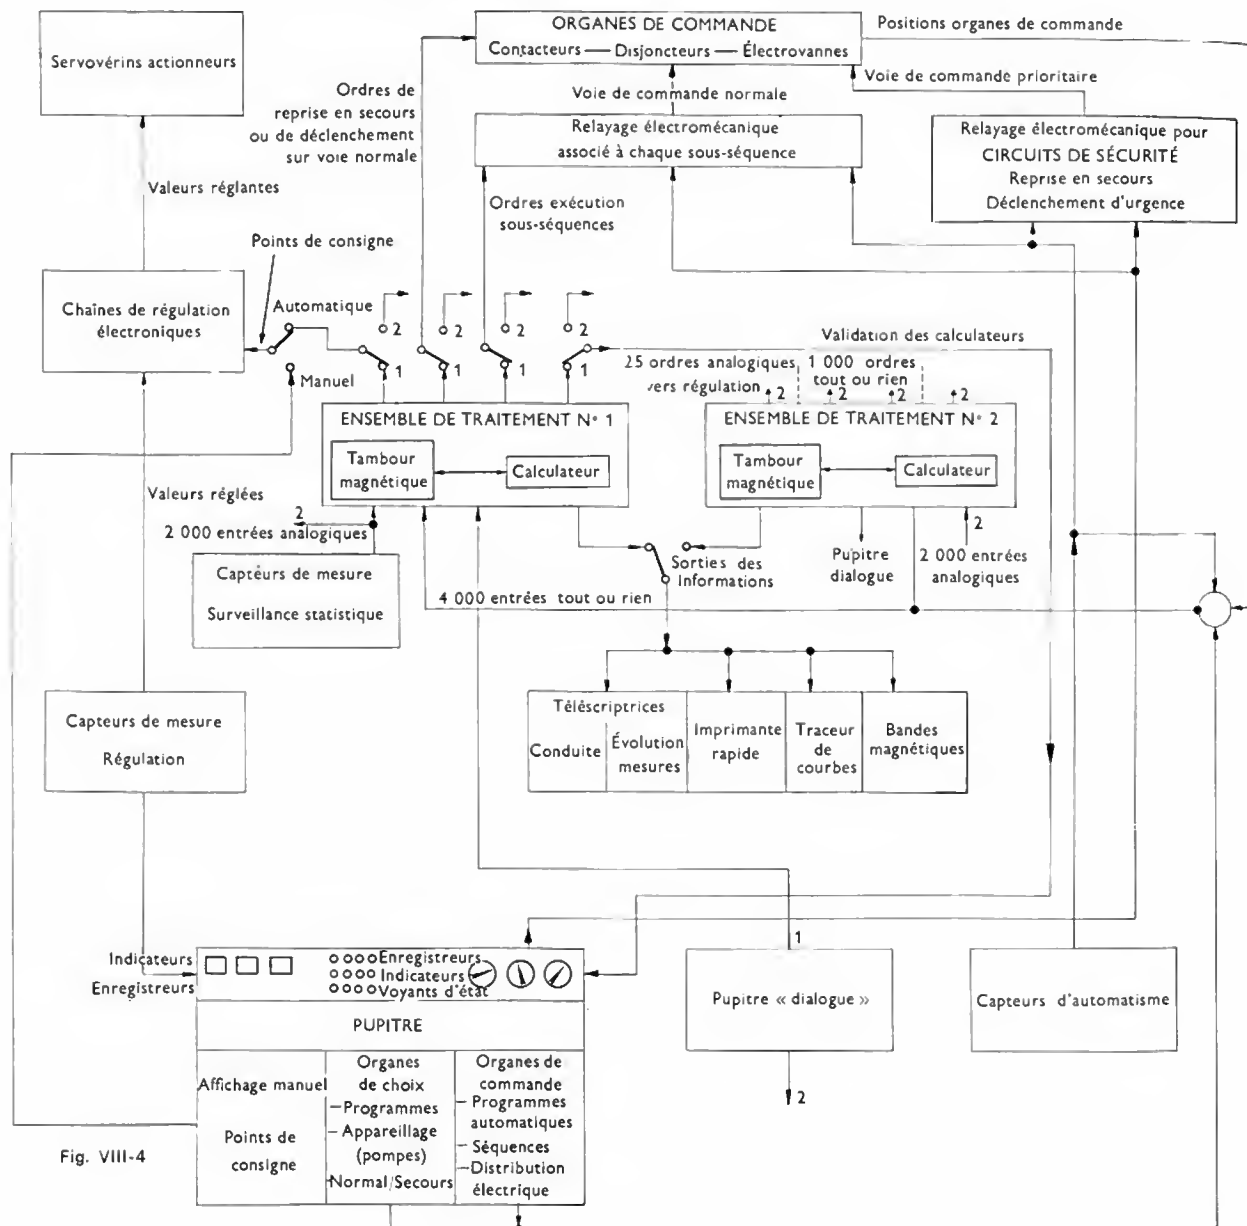 ORGANES DE COMMANDE
Contacteurs — Disjoncteurs — Électrovannes
Positions organes de commande
Servovérins actionneurs
Ordres de
reprise en secours
ou de déclenchement
sur voie normale
Voie de commande normale
Voie de commande prioritaire
Relayage électromécanique
associé à chaque sous-séquence
Relayage électromécanique pour
CIRCUITS DE SÉCURITÉ
Reprise en secours
Déclenchement d'urgence
Valeurs réglantes
Ordres exécution
sous-séquences
Points de consigne
Chaînes de régulation
électroniques
Automatique
Manuel
2
2
2
2
1
1
1
1
Validation des calculateurs
25 ordres analogiques
vers régulation
1 000 ordres
tout ou rien
2
2
2
2
ENSEMBLE DE TRAITEMENT N° 1
Tambour
magnétique
Calculateur
ENSEMBLE DE TRAITEMENT N° 2
Tambour
magnétique
Calculateur
Valeurs réglées
2
2 000 entrées analogiques
Captéurs de mesure
Surveillance statistique
Sorties des
Informations
Pupitre
dialogue
2
2 000 entrées
analogiques
4 000 entrées tout ou rien
Capteurs de mesure
Régulation
Téléscriptrices
Conduite
Évolution
mesures
Imprimante
rapide
Traceur
de
courbes
Bandes
magnétiques
Indicateurs
Enregistreurs
Enregistreurs
Indicateurs
Voyants d'état
PUPITRE
Affichage manuel
Points de
consigne
Organes
de choix
– Programmes
– Appareillage
(pompes)
– Normal/Secours
Organes de
commande
– Programmes
automatiques
– Séquences
– Distribution
électrique
1
Pupitre « dialogue »
2
Capteurs d'automatisme
Fig. VIII-4